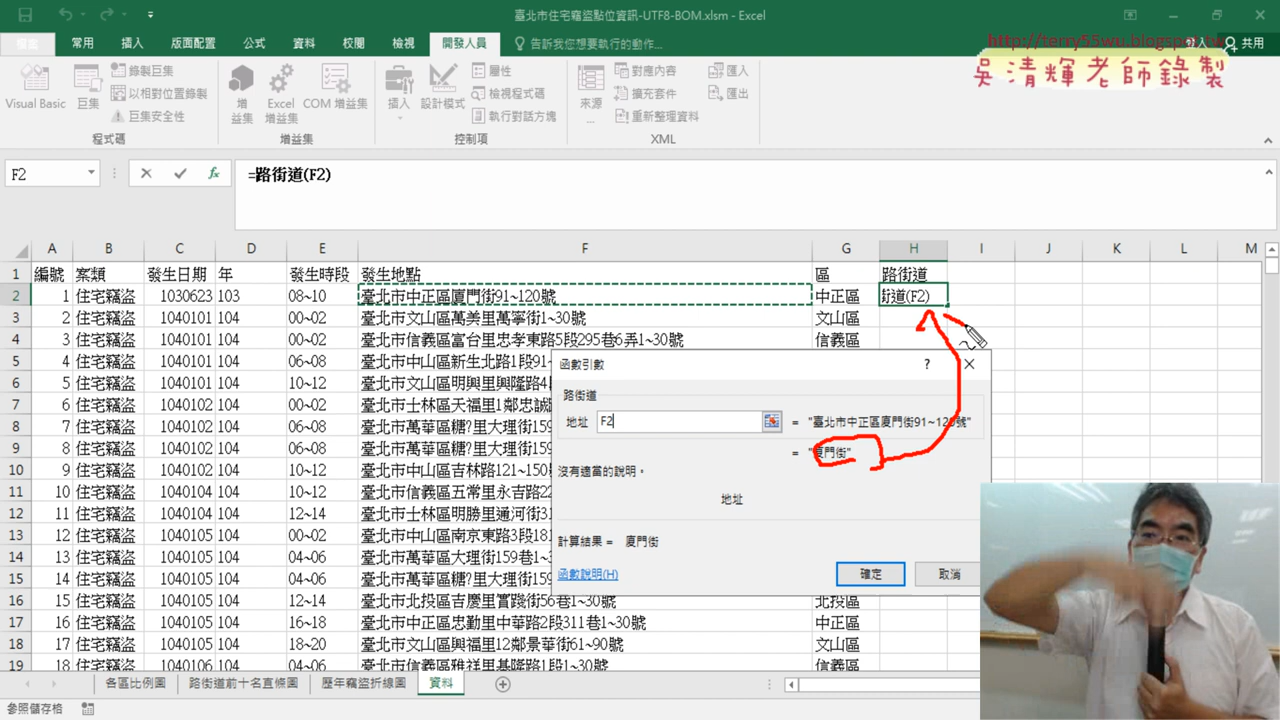 臺北市住宅竊盜點位資訊-UTF8-BOM.xlsm - Excel
檔案 常用 插入 版面配置 公式 資料 校閱 檢視 開發人員 告訴我您想要執行的動作... 登入 共用
http://terry55wu.blogspot.tw
吳清輝老師錄製
Visual Basic 巨集 錄製巨集 以相對位置錄製 巨集安全性 程式碼
增益集 Excel 增益集 COM 增益集 增益集
插入 設計模式 屬性 檢視程式碼 執行對話方塊 控制項
來源 ... 對應內容 擴充套件 重新整理資料 匯入 匯出 XML
F2 fx =路街道(F2)
A B C D E F G H I J K L M
1 編號 案類 發生日期 年 發生時段 發生地點 區 路街道
2 1 住宅竊盜 1030623 103 08~10 臺北市中正區廈門街91~120號 中正區 街道(F2)
3 2 住宅竊盜 1040101 104 00~02 臺北市文山區萬美里萬寧街1~30號 文山區
4 3 住宅竊盜 1040101 104 00~02 臺北市信義區富台里忠孝東路5段295巷6弄1~30號 信義區
5 4 住宅竊盜 1040101 104 06~08 臺北市中山區新生北路1段91~
6 5 住宅竊盜 1040101 104 10~12 臺北市文山區明興里興隆路4
7 6 住宅竊盜 1040102 104 00~02 臺北市士林區天福里1鄰忠誠
8 7 住宅竊盜 1040102 104 06~08 臺北市萬華區糖?里大理街159
9 8 住宅竊盜 1040102 104 06~08 臺北市萬華區糖?里大理街159
10 9 住宅竊盜 1040102 104 10~12 臺北市中山區吉林路121~150
11 10 住宅竊盜 1040104 104 10~12 臺北市信義區五常里永吉路22
12 11 住宅竊盜 1040104 104 12~14 臺北市士林區明勝里通河街31
13 12 住宅竊盜 1040105 104 00~02 臺北市中山區南京東路3段181
14 13 住宅竊盜 1040105 104 04~06 臺北市萬華區大理街159巷1~3
15 14 住宅竊盜 1040105 104 04~06 臺北市萬華區糖?里大理街159
16 15 住宅竊盜 1040105 104 12~14 臺北市北投區吉慶里實踐街56巷1~30號 北投區
17 16 住宅竊盜 1040105 104 16~18 臺北市中正區忠勤里中華路2段311巷1~30號 中正區
18 17 住宅竊盜 1040105 104 18~20 臺北市文山區興福里12鄰景華街61~90號 文山區
19 18 住宅竊盜 1040106 104 04~06 臺北市信義區雅祥里基隆路1段1~30號 信義區
函數引數 ?
路街道
地址 F2 = "臺北市中正區廈門街91~120號"
= "廈門街"
沒有適當的說明。
地址
計算結果 = 廈門街
函數說明(H) 確定 取消
各區比例圖 路街道前十名直條圖 歷年竊盜折線圖 資料
參照儲存格